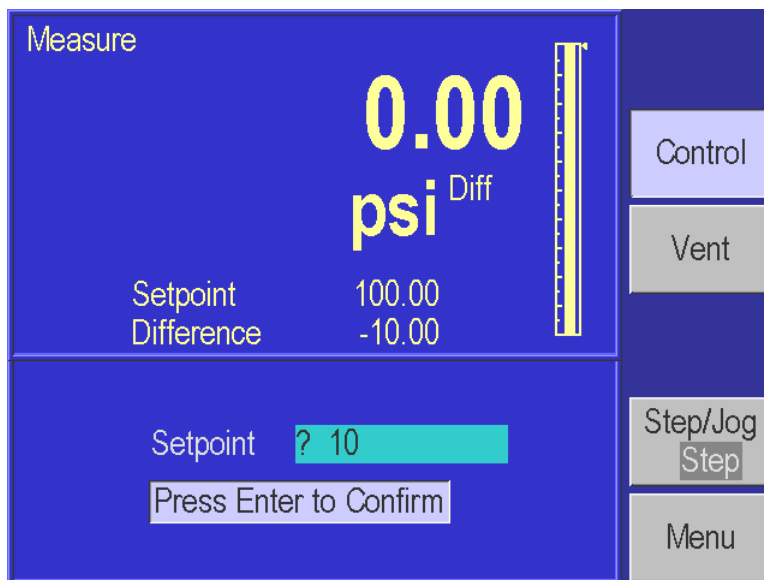 Measure
0.00
psi Diff
Setpoint 100.00
Difference -10.00
Setpoint ? 10
Press Enter to Confirm
Control
Vent
Step/Jog
Step
Menu